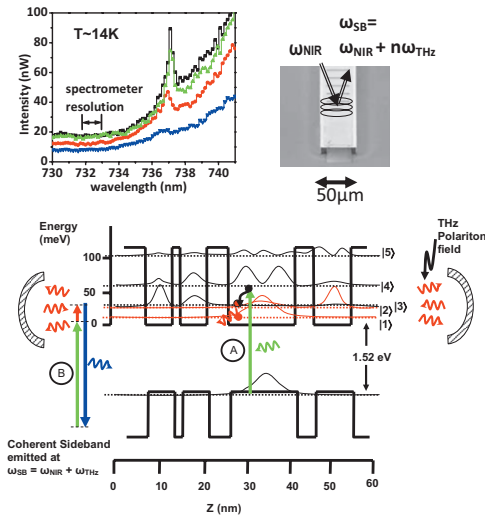 T~14K
spectrometer
resolution
Intensity (nW)
100
80
60
40
20
0
730 732 734 736 738 740
wavelength (nm)
ωSB=
ωNIR
ωNIR + nωTHz
50μm
Energy
(meV)
THz
Polariton
field
100
50
0
|5⟩
|4⟩
|3⟩
|2⟩
|1⟩
A
B
1.52 eV
Coherent Sideband
emitted at
ωSB = ωNIR + ωTHz
0 10 20 30 40 50 60
Z (nm)